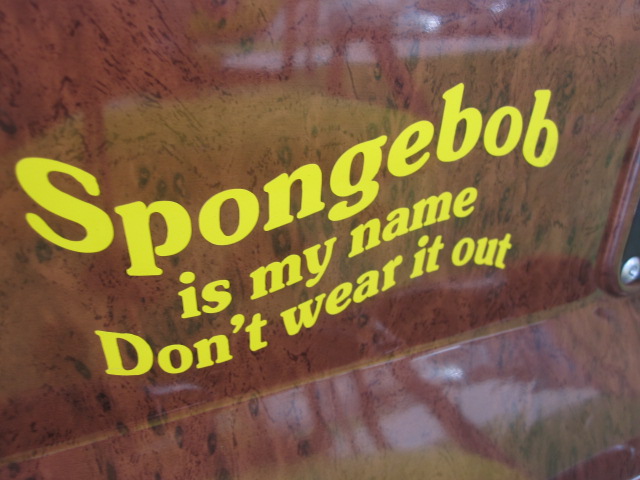 Spongebob
is my name
Don't wear it out